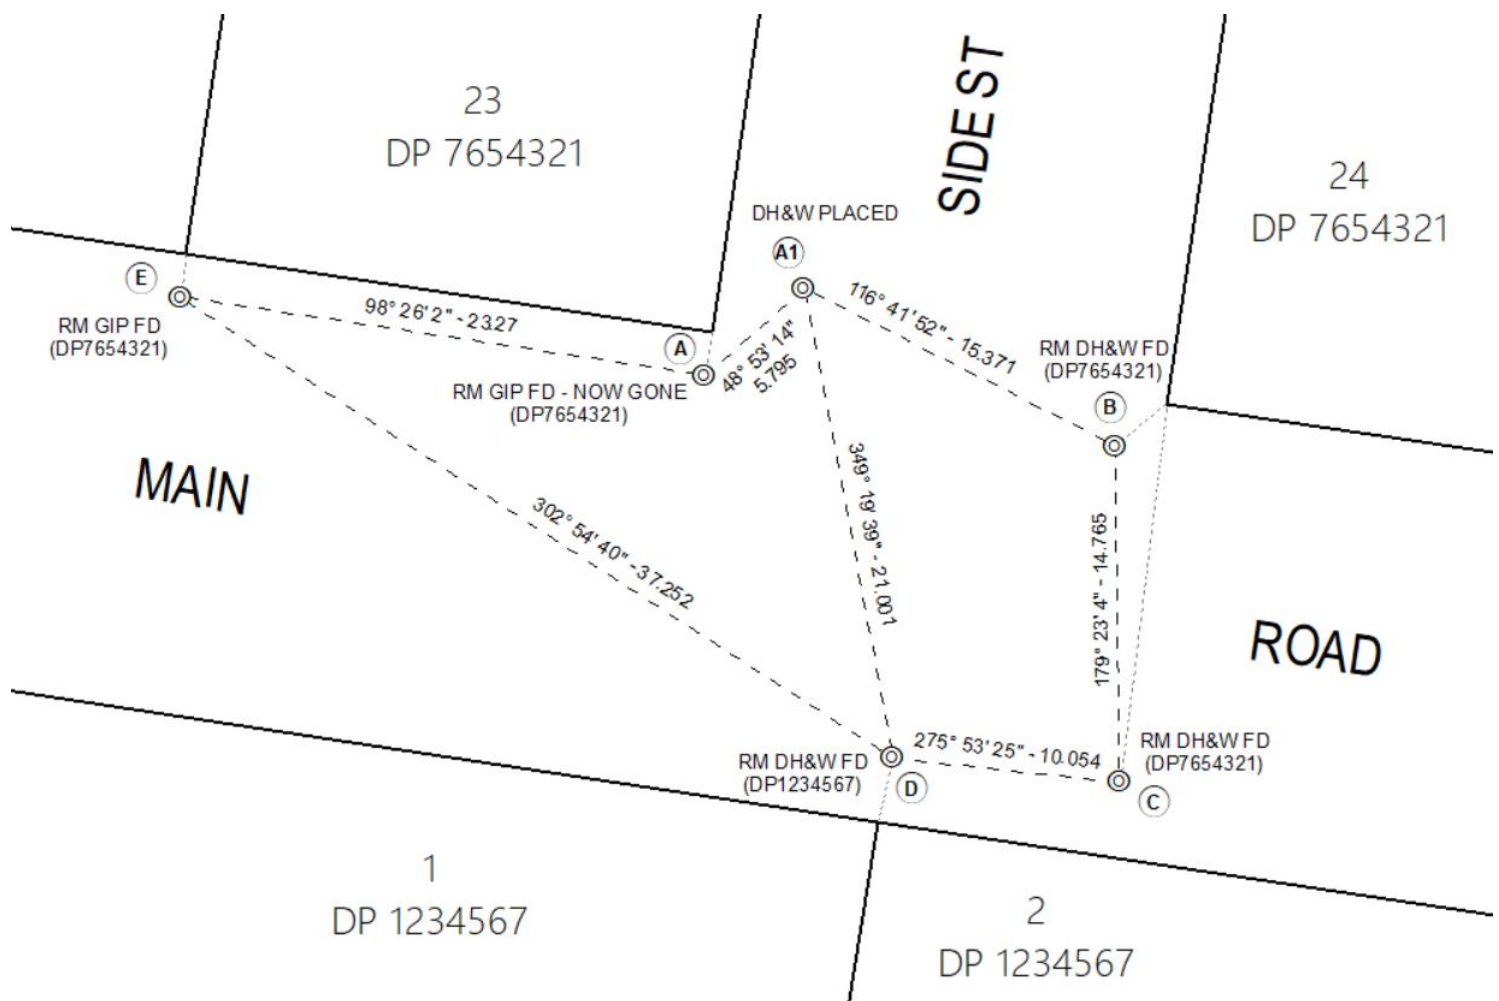 SIDE ST
23
DP 7654321
24
DP 7654321
DH&W PLACED
A1
E
98° 26' 2" - 23.27
116° 41' 52" - 15.371
RM GIP FD
(DP7654321)
A
48° 53' 14"
5.795
RM DH&W FD
(DP7654321)
B
RM GIP FD - NOW GONE
(DP7654321)
MAIN
349° 19' 39" - 21.001
302° 54' 40" - 37.252
179° 23' 4" - 14.765
ROAD
275° 53' 25" - 10.054
RM DH&W FD
(DP7654321)
RM DH&W FD
(DP1234567)
D
C
1
DP 1234567
2
DP 1234567